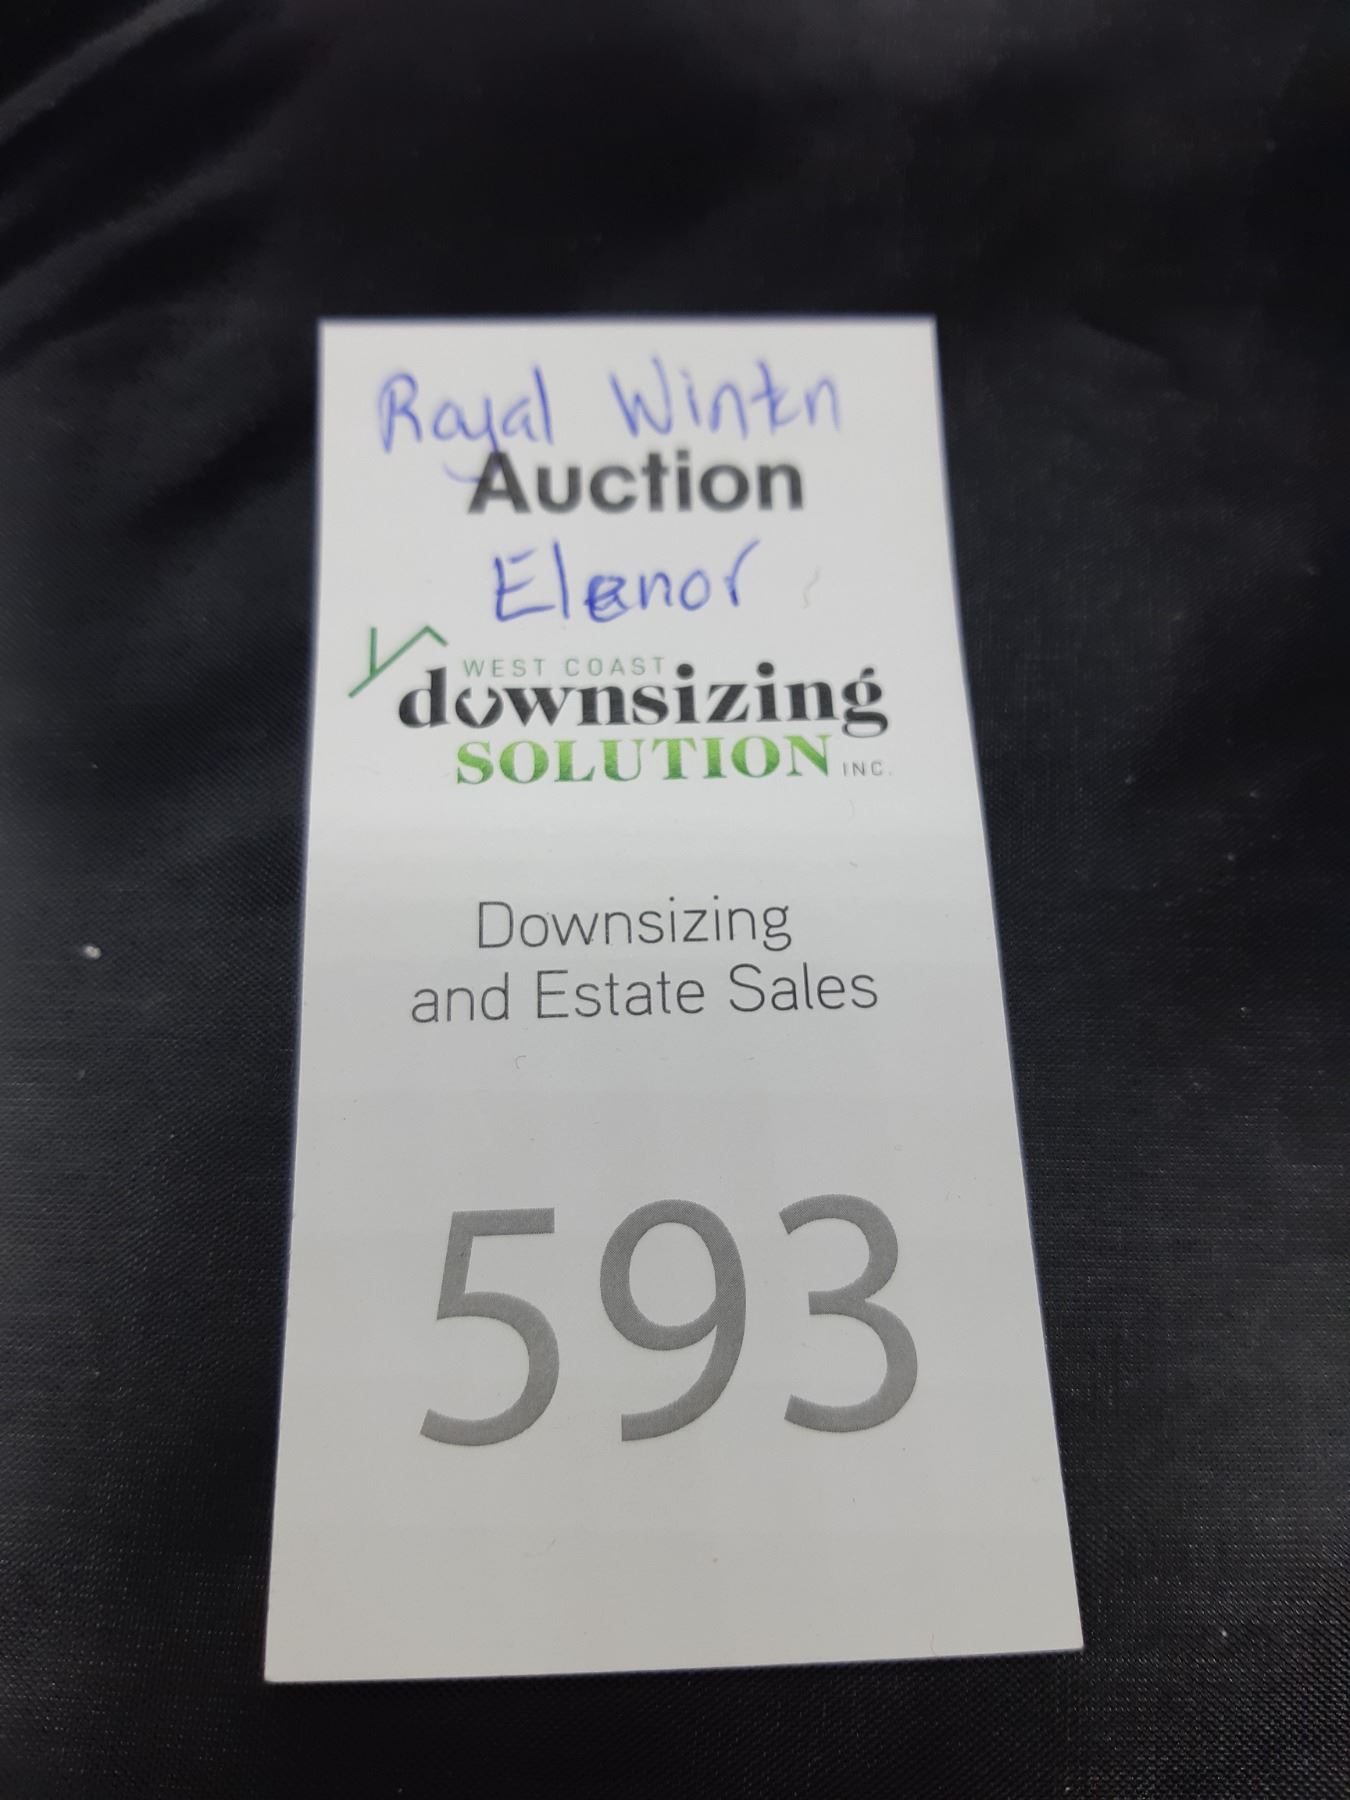 Royal Wintn
Auction
Elenor
WEST COAST
downsizing
SOLUTION INC.
Downsizing
and Estate Sales
593